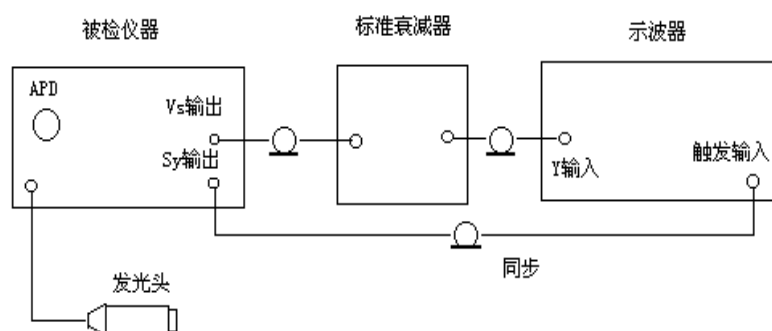 被检仪器
标准衰减器
示波器
APD
Vs输出
Sy输出
Y输入
触发输入
同步
发光头